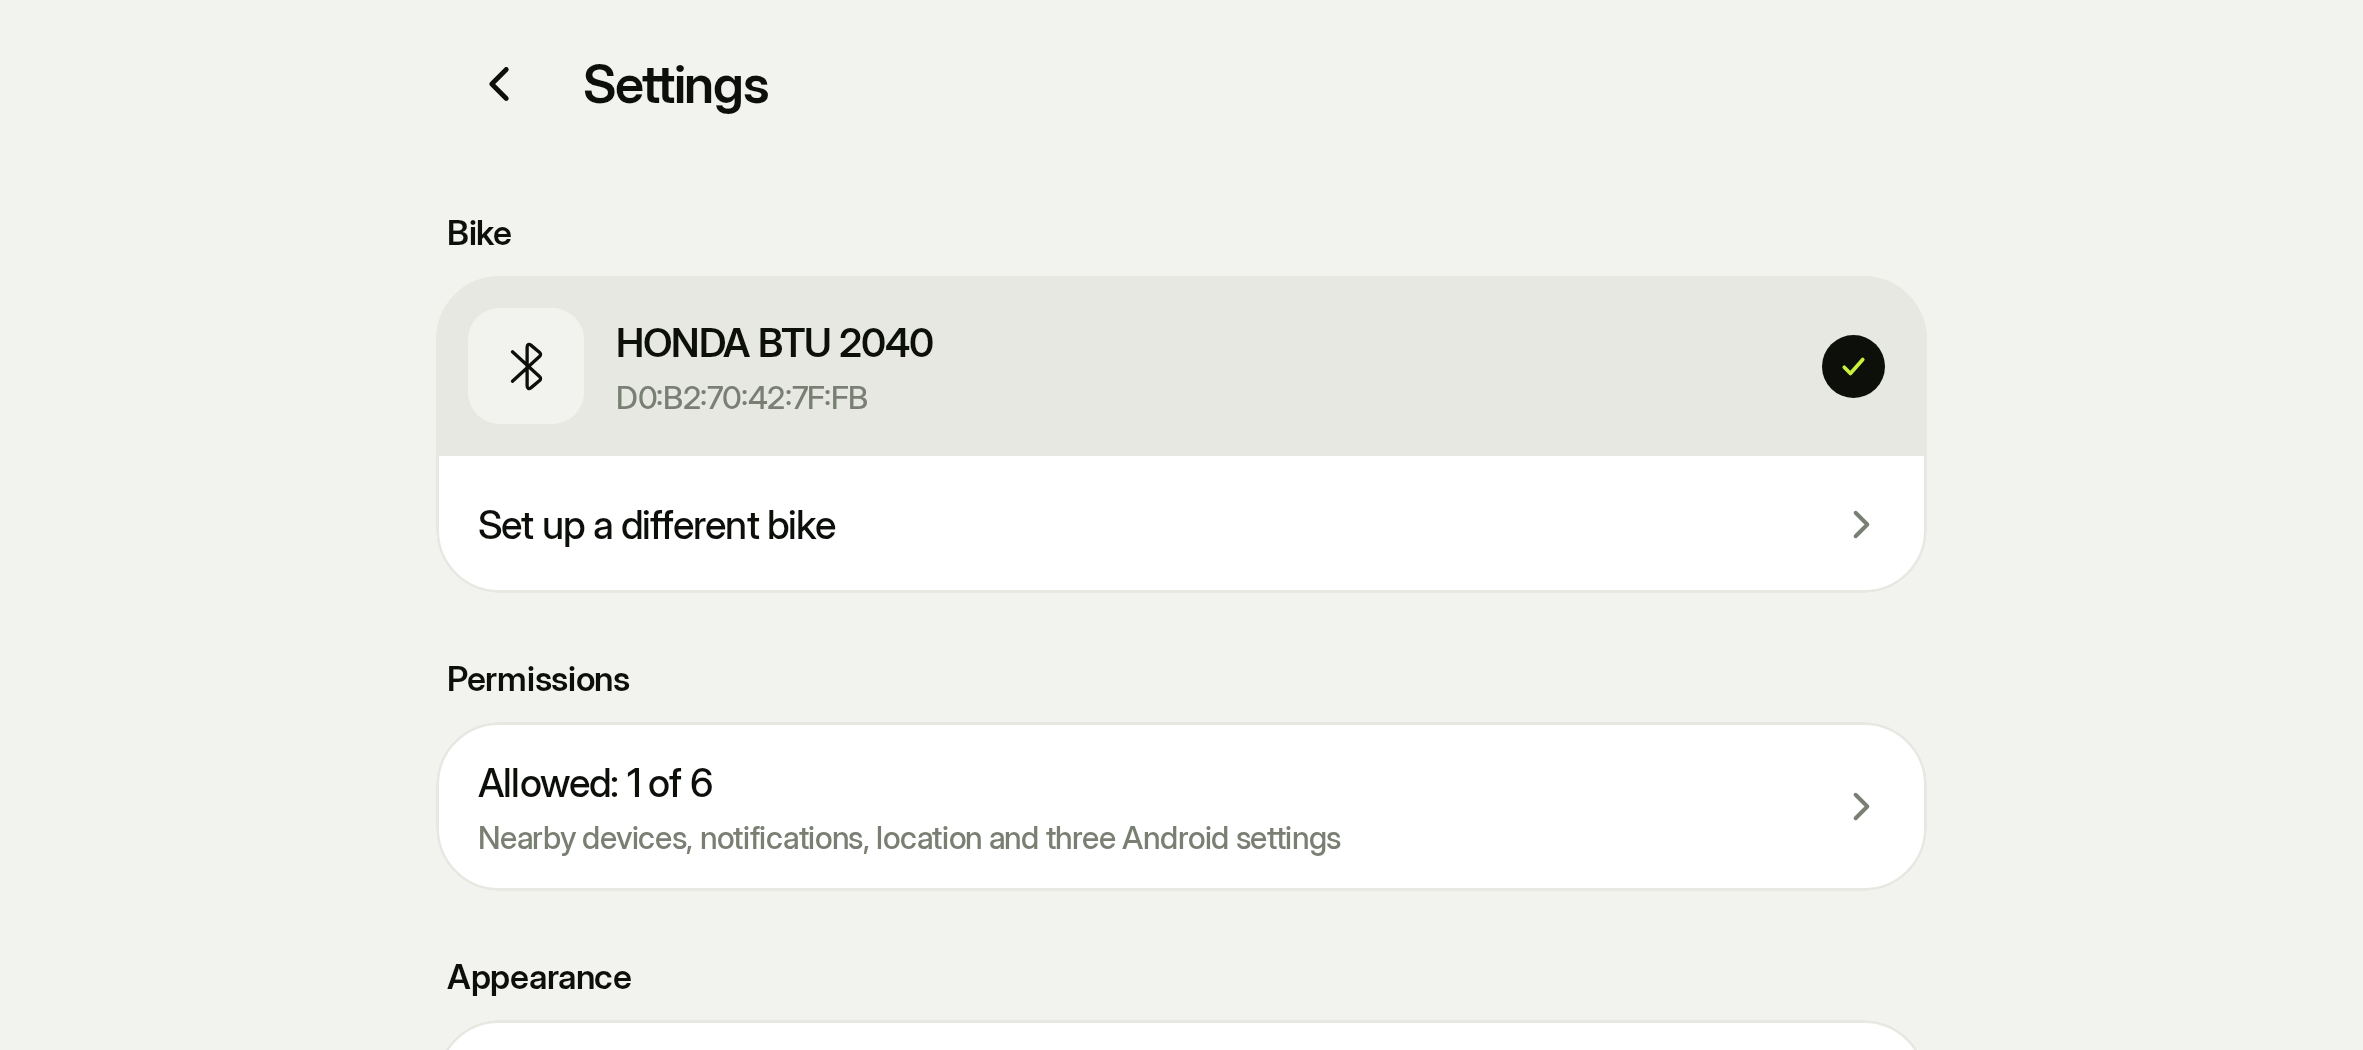 Settings
Bike
HONDA BTU 2040
D0:B2:70:42:7F:FB
Set up a different bike
Permissions
Allowed: 1 of 6
Nearby devices, notifications, location and three Android settings
Appearance